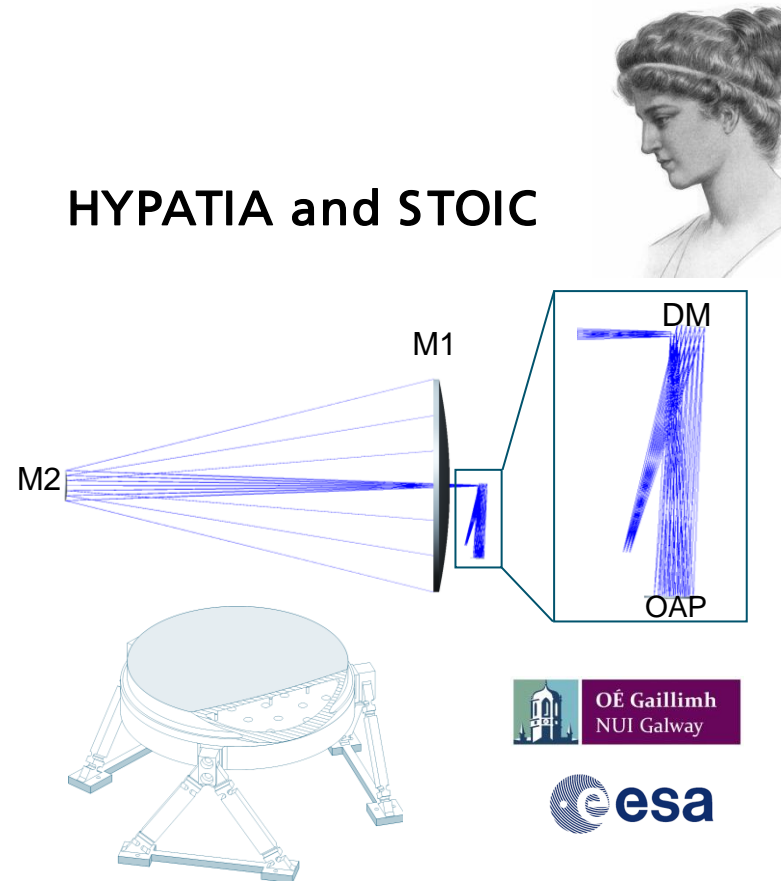 HYPATIA and STOIC
M1
DM
M2
OAP
OÉ Gaillimh
NUI Galway
esa